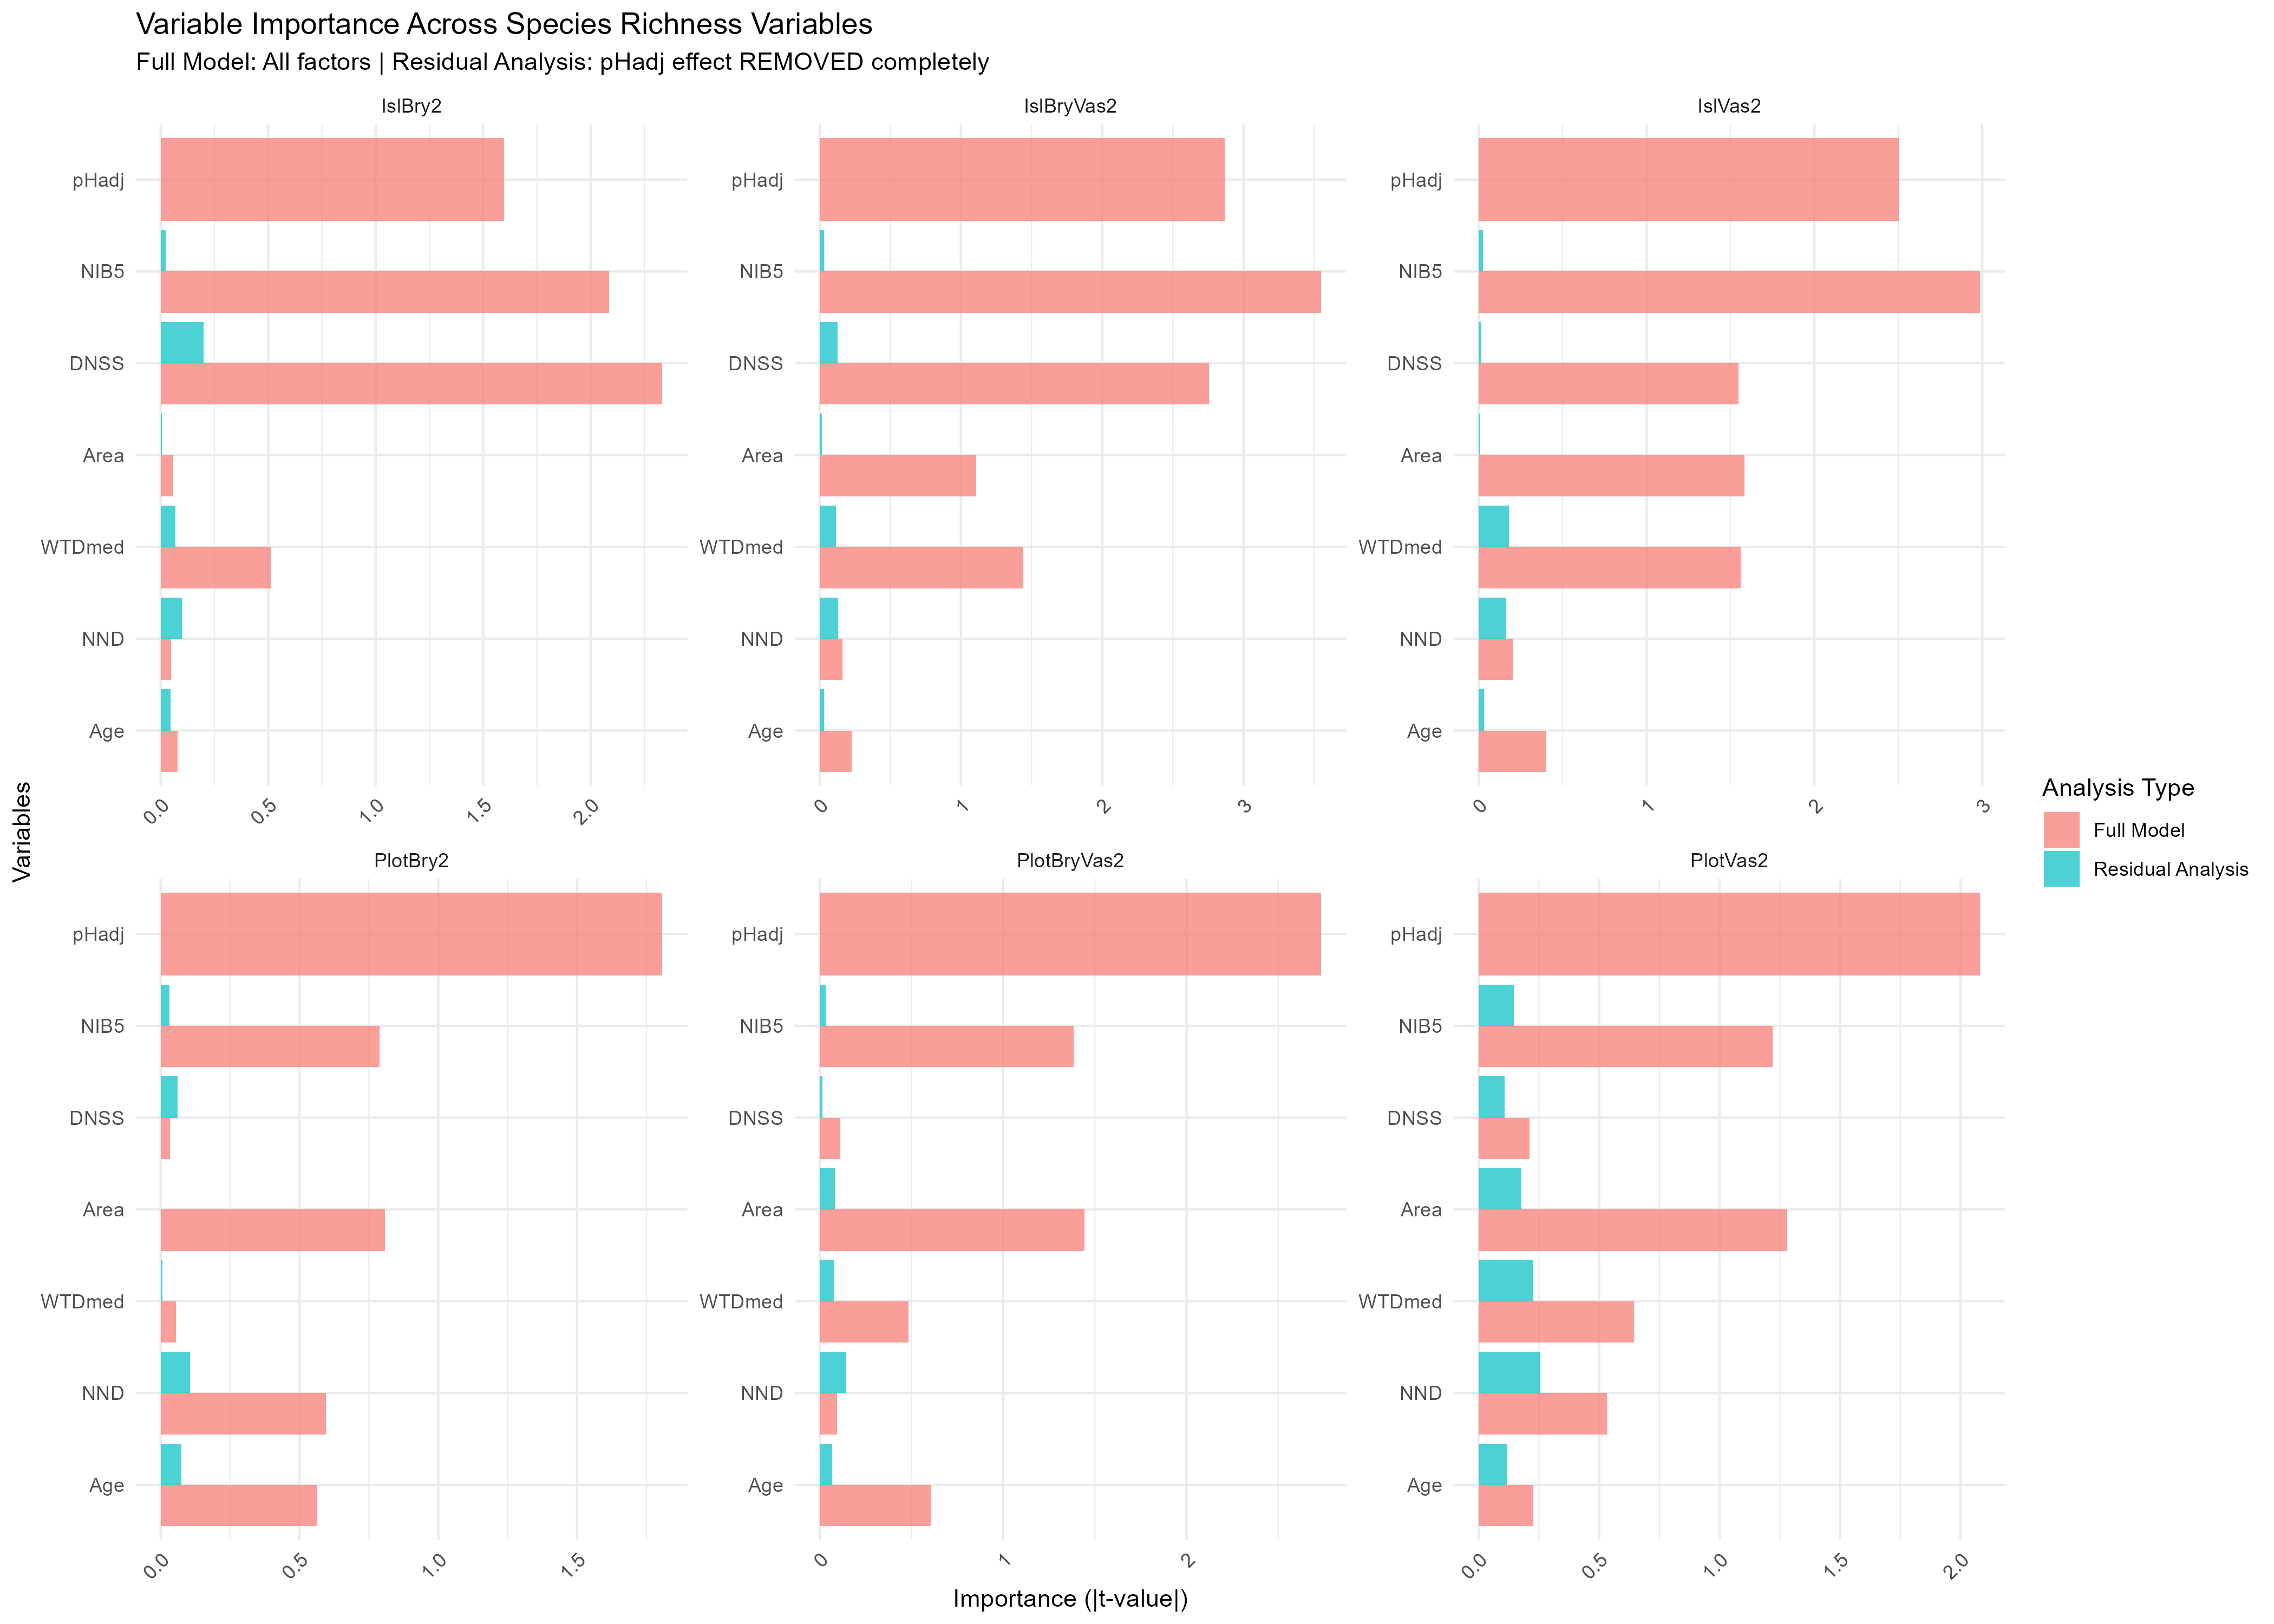 Variable Importance Across Species Richness Variables
Full Model: All factors | Residual Analysis: pHadj effect REMOVED completely
IslBry2
IslBryVas2
IslVas2
pHadj
NIB5
DNSS
Area
WTDmed
NND
Age
0.0
0.5
1.0
1.5
2.0
pHadj
NIB5
DNSS
Area
WTDmed
NND
Age
0
1
2
3
pHadj
NIB5
DNSS
Area
WTDmed
NND
Age
0
1
2
3
Variables
Analysis Type
Full Model
Residual Analysis
PlotBry2
PlotBryVas2
PlotVas2
pHadj
NIB5
DNSS
Area
WTDmed
NND
Age
0.0
0.5
1.0
1.5
pHadj
NIB5
DNSS
Area
WTDmed
NND
Age
0
1
2
pHadj
NIB5
DNSS
Area
WTDmed
NND
Age
0.0
0.5
1.0
1.5
2.0
Importance (|t-value|)